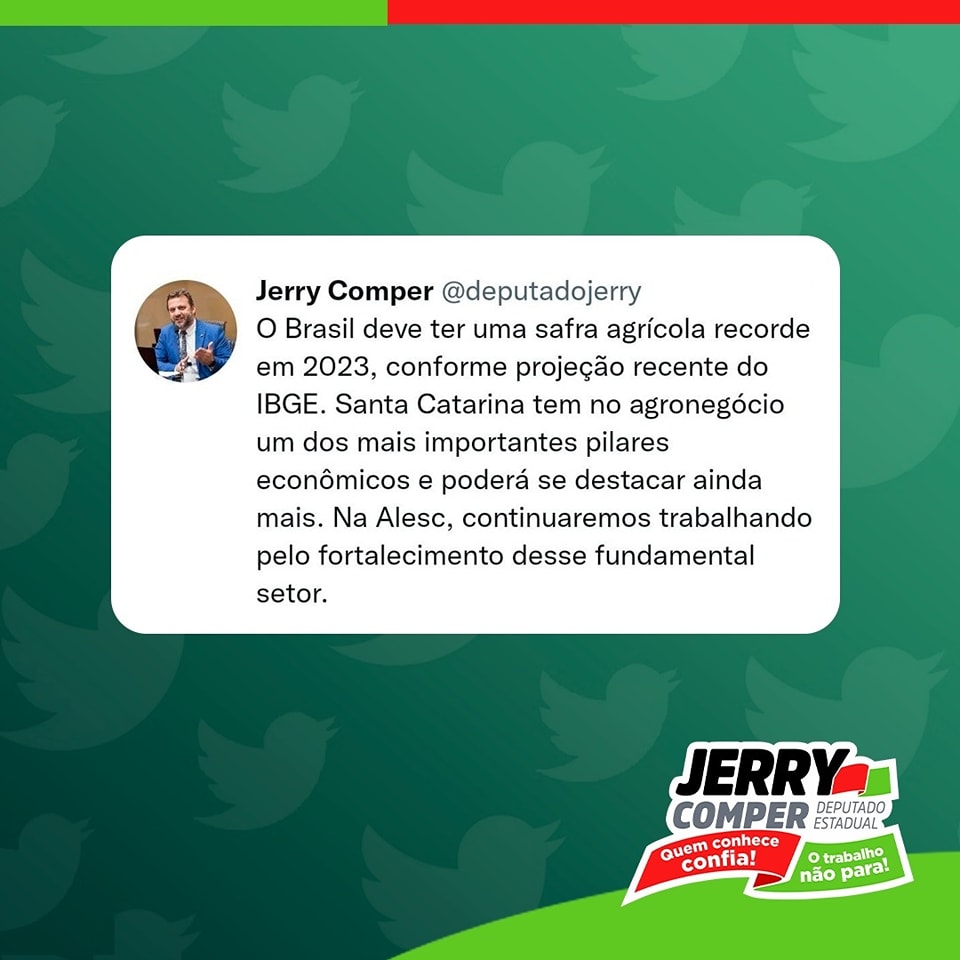 Jerry Comper @deputadojerry
O Brasil deve ter uma safra agrícola recorde
em 2023, conforme projeção recente do
IBGE. Santa Catarina tem no agronegócio
um dos mais importantes pilares
econômicos e poderá se destacar ainda
mais. Na Alesc, continuaremos trabalhando
pelo fortalecimento desse fundamental
setor.
JERRY
COMPER DEPUTADO
ESTADUAL
Quem conhece
confia!
O trabalho
não para!